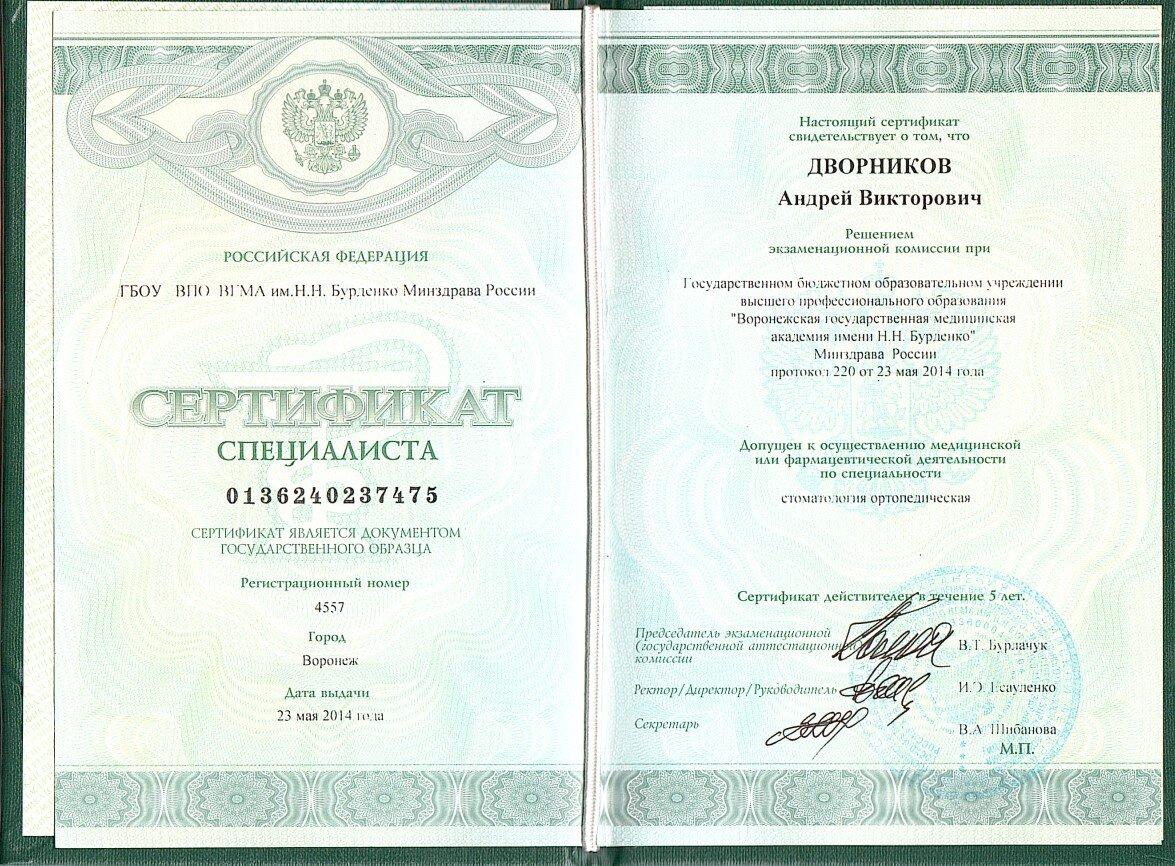 РОССИЙСКАЯ ФЕДЕРАЦИЯ
ГБОУ ВПО ВГМА им.Н.Н. Бурденко Минздрава России
СЕРТИФИКАТ
СПЕЦИАЛИСТА
0136240237475
СЕРТИФИКАТ ЯВЛЯЕТСЯ ДОКУМЕНТОМ
ГОСУДАРСТВЕННОГО ОБРАЗЦА
Регистрационный номер
4557
Город
Воронеж
Дата выдачи
23 мая 2014 года
Настоящий сертификат
свидетельствует о том, что
ДВОРНИКОВ
Андрей Викторович
Решением
экзаменационной комиссии при
Государственном бюджетном образовательном учреждении
высшего профессионального образования
"Воронежская государственная медицинская
академия имени Н.Н. Бурденко"
Минздрава России
протокол 220 от 23 мая 2014 года
Допущен к осуществлению медицинской
или фармацевтической деятельности
по специальности
стоматология ортопедическая
Сертификат действителен в течение 5 лет.
Председатель экзаменационной
(государственной аттестационной)
комиссии
В.Т. Бурлачук
Ректор/Директор/Руководитель
И.Э. Есауленко
Секретарь
В.А. Шибанова
М.П.